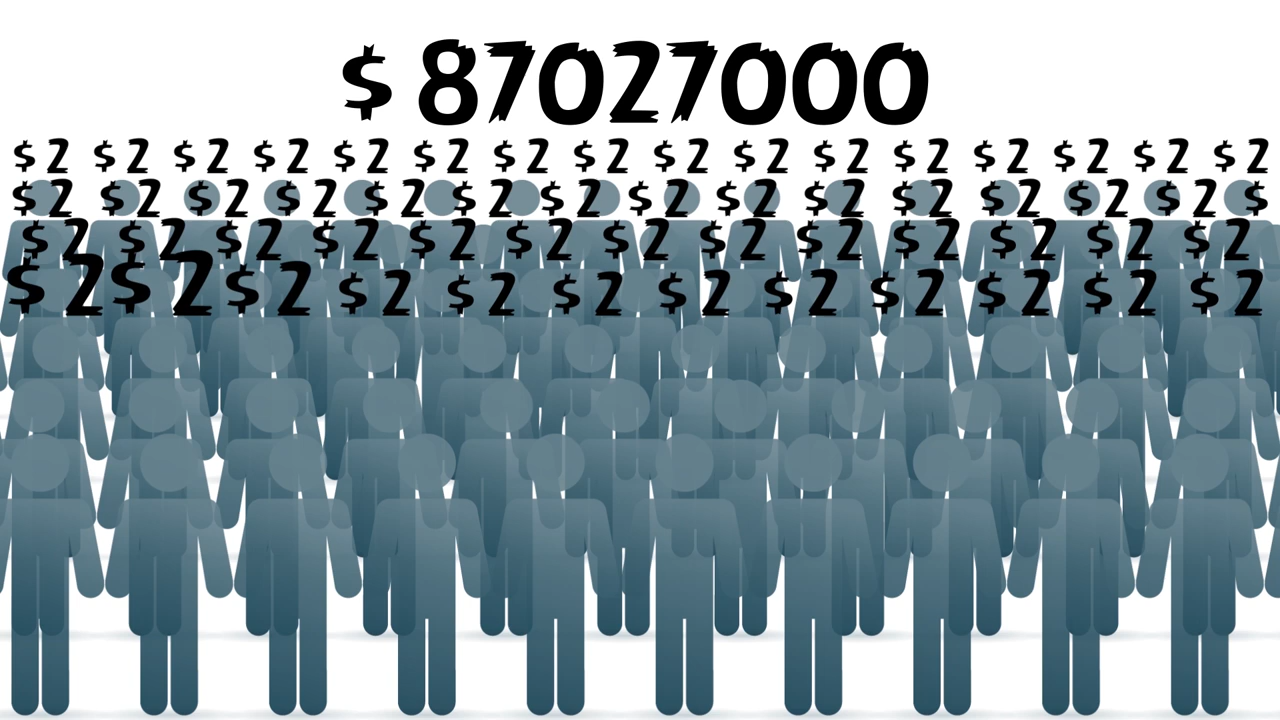 $ 87027000
$ 2 $ 2 $ 2 $ 2 $ 2 $ 2 $ 2 $ 2 $ 2 $ 2 $ 2 $ 2 $ 2 $ 2 $ 2 $ 2
$ 2 $ 2 $ 2 $ 2 $ 2 $ 2 $ 2 $ 2 $ 2 $ 2 $ 2 $ 2 $ 2 $ 2 $
$ 2 $ 2 $ 2 $ 2 $ 2 $ 2 $ 2 $ 2 $ 2 $ 2 $ 2 $ 2 $ 2
$ 2 $ 2 $ 2 $ 2 $ 2 $ 2 $ 2 $ 2 $ 2 $ 2 $ 2 $ 2